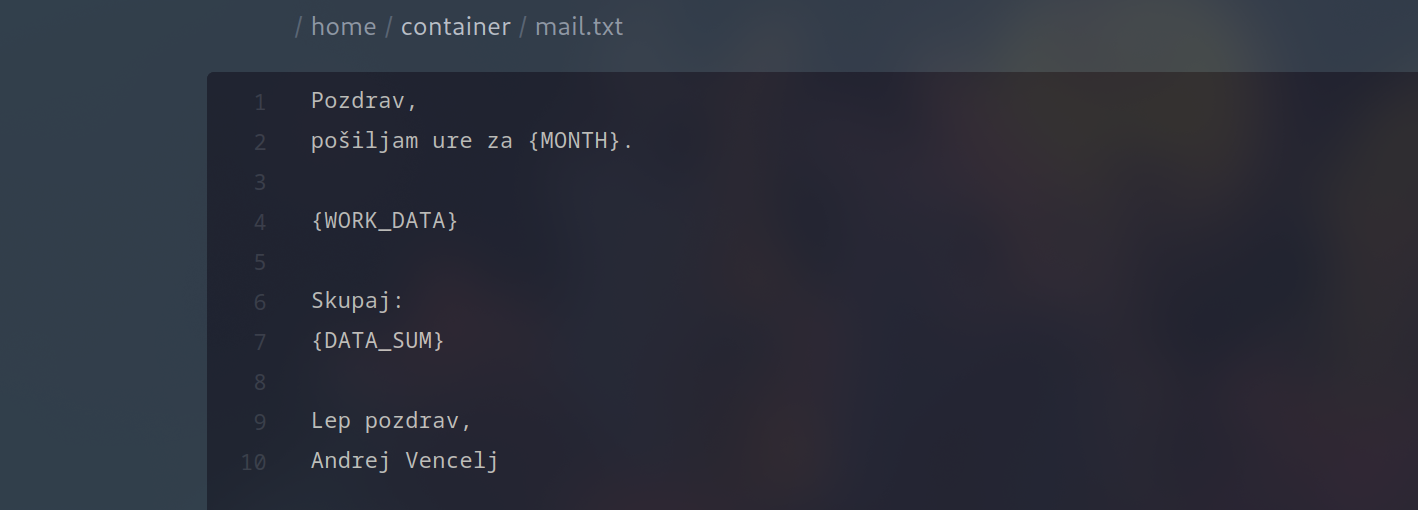 / home / container / mail.txt
1 Pozdrav,
2 pošiljam ure za {MONTH}.
3
4 {WORK_DATA}
5
6 Skupaj:
7 {DATA_SUM}
8
9 Lep pozdrav,
10 Andrej Vencelj